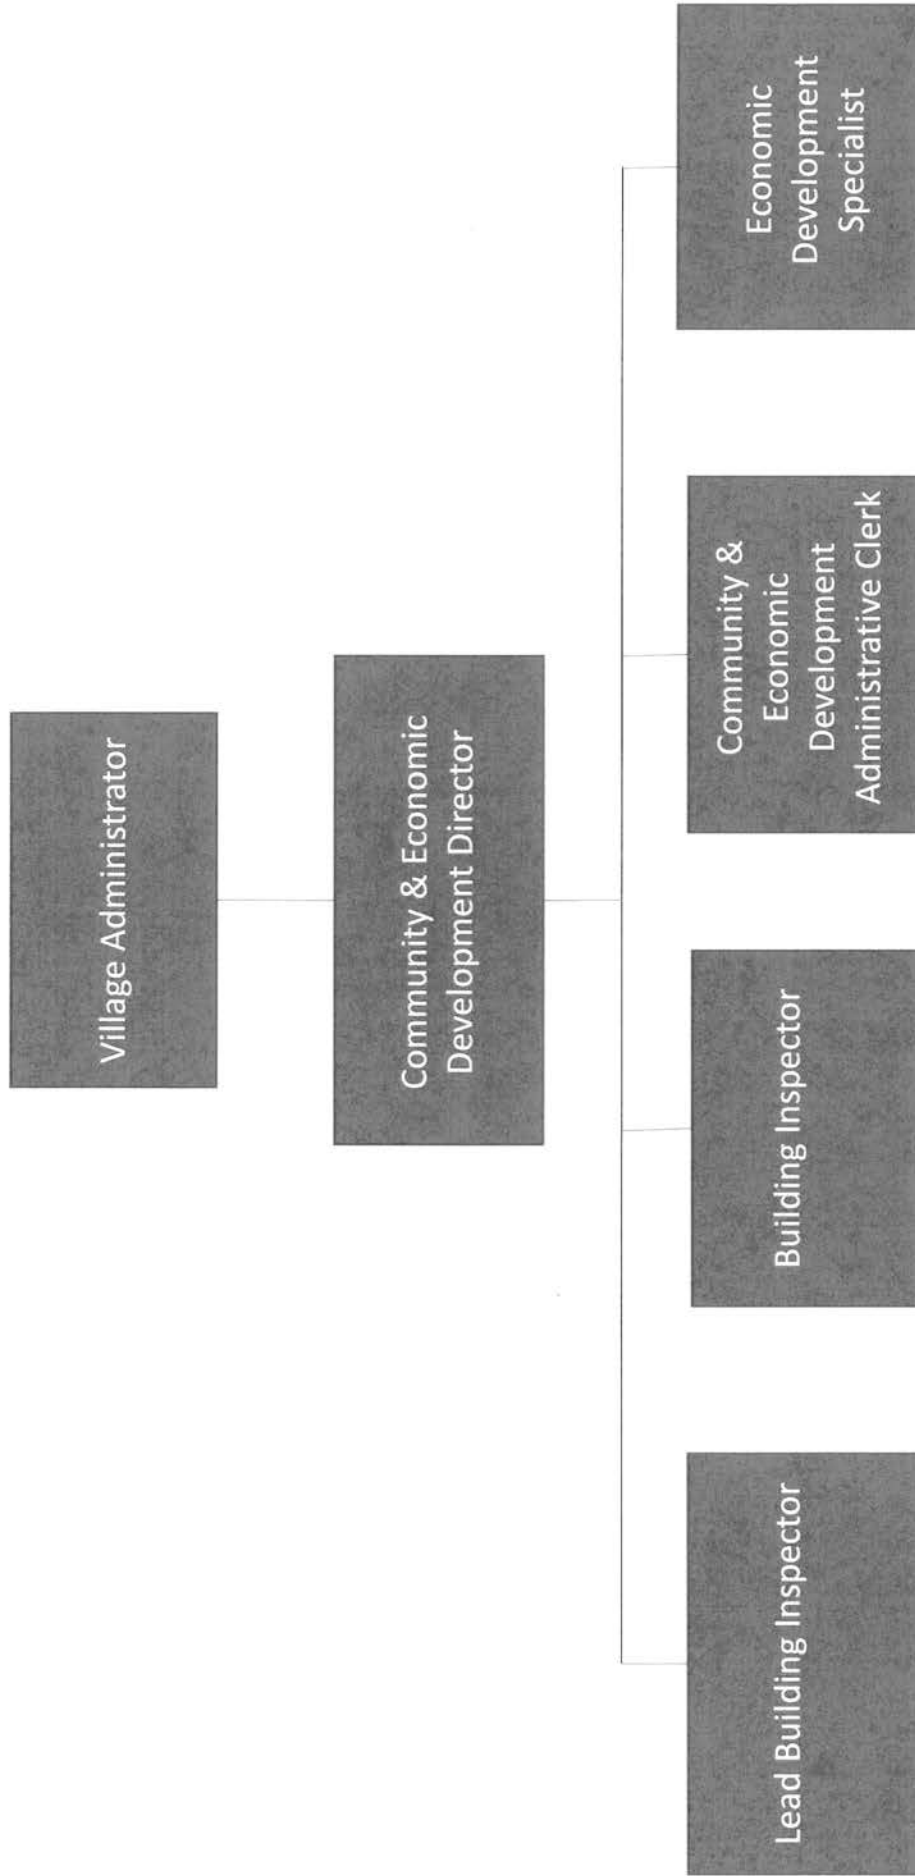 Village Administrator
Community & Economic
Development Director
Lead Building Inspector
Building Inspector
Community &
Economic
Development
Administrative Clerk
Economic
Development
Specialist